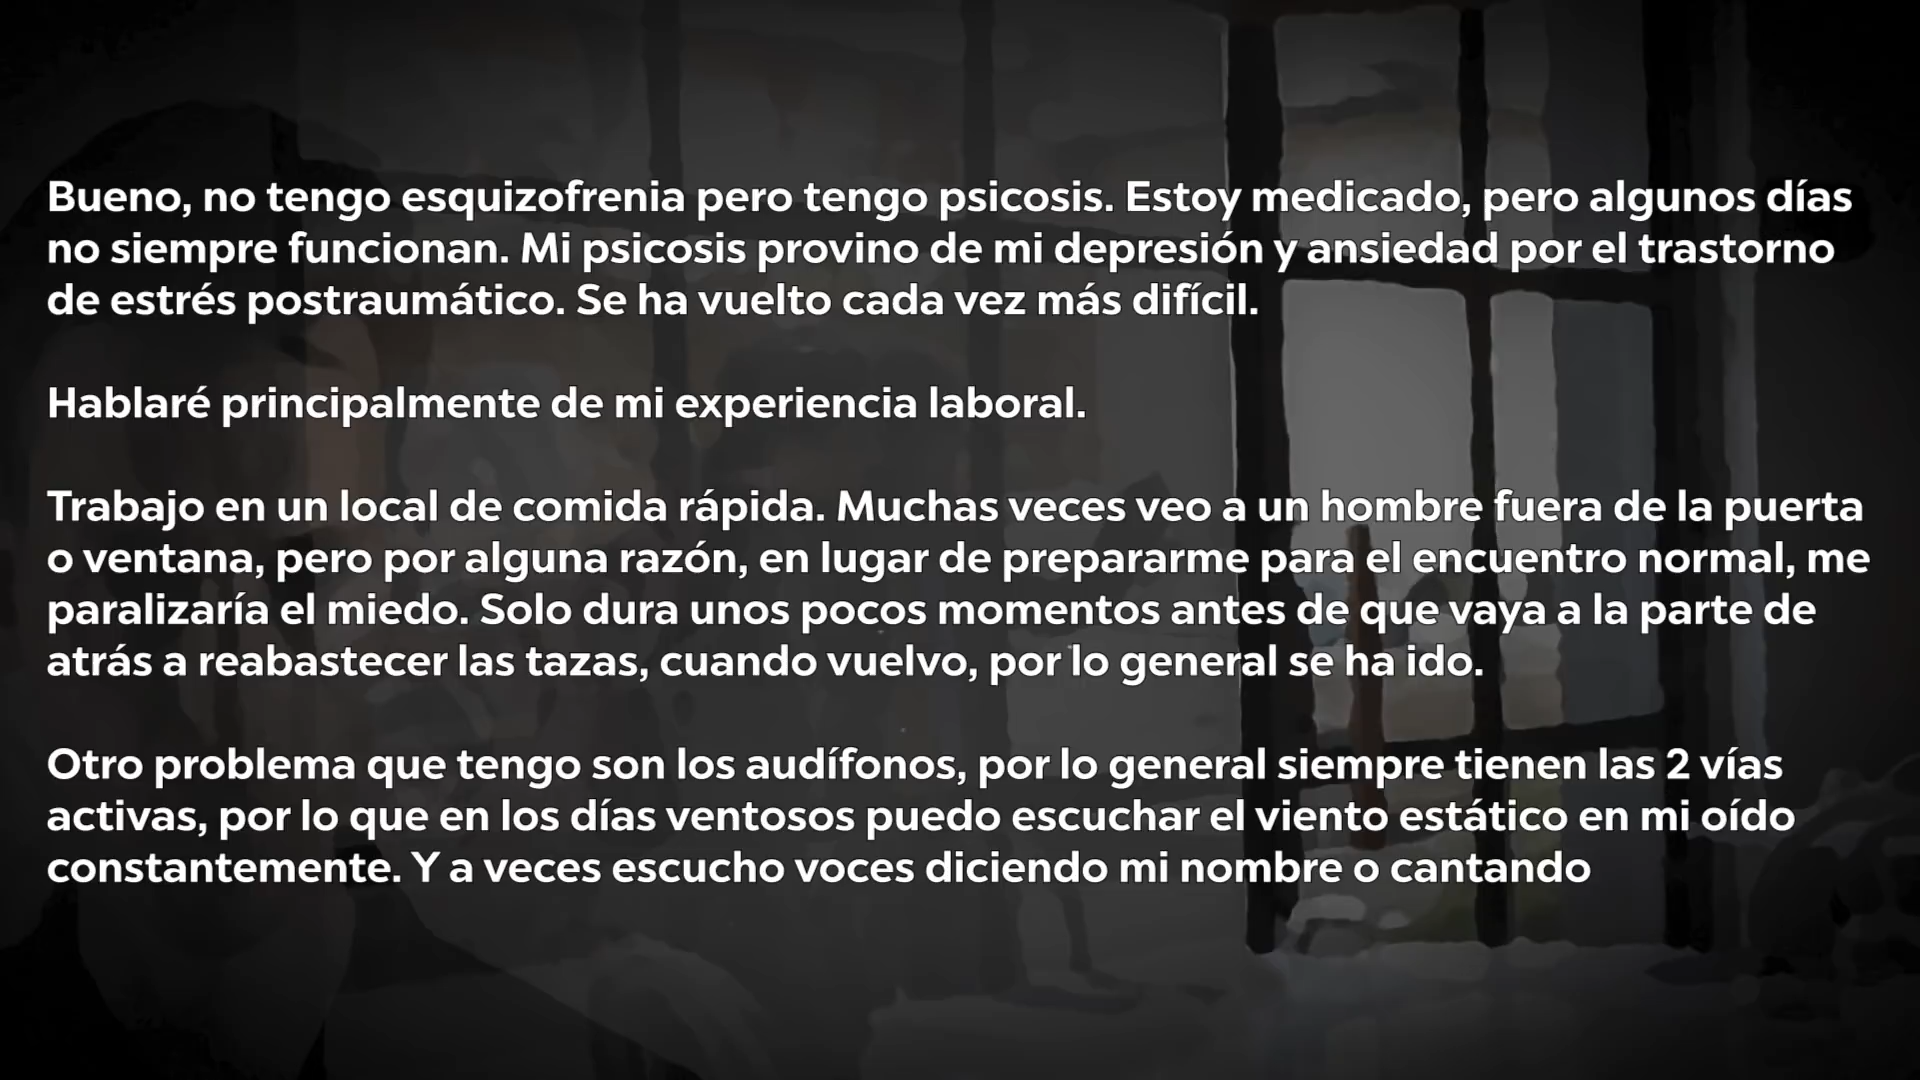 Bueno, no tengo esquizofrenia pero tengo psicosis. Estoy medicado, pero algunos días
no siempre funcionan. Mi psicosis provino de mi depresión y ansiedad por el trastorno
de estrés postraumático. Se ha vuelto cada vez más difícil.
Hablaré principalmente de mi experiencia laboral.
Trabajo en un local de comida rápida. Muchas veces veo a un hombre fuera de la puerta
o ventana, pero por alguna razón, en lugar de prepararme para el encuentro normal, me
paralizaría el miedo. Solo dura unos pocos momentos antes de que vaya a la parte de
atrás a reabastecer las tazas, cuando vuelvo, por lo general se ha ido.
Otro problema que tengo son los audífonos, por lo general siempre tienen las 2 vías
activas, por lo que en los días ventosos puedo escuchar el viento estático en mi oído
constantemente. Y a veces escucho voces diciendo mi nombre o cantando